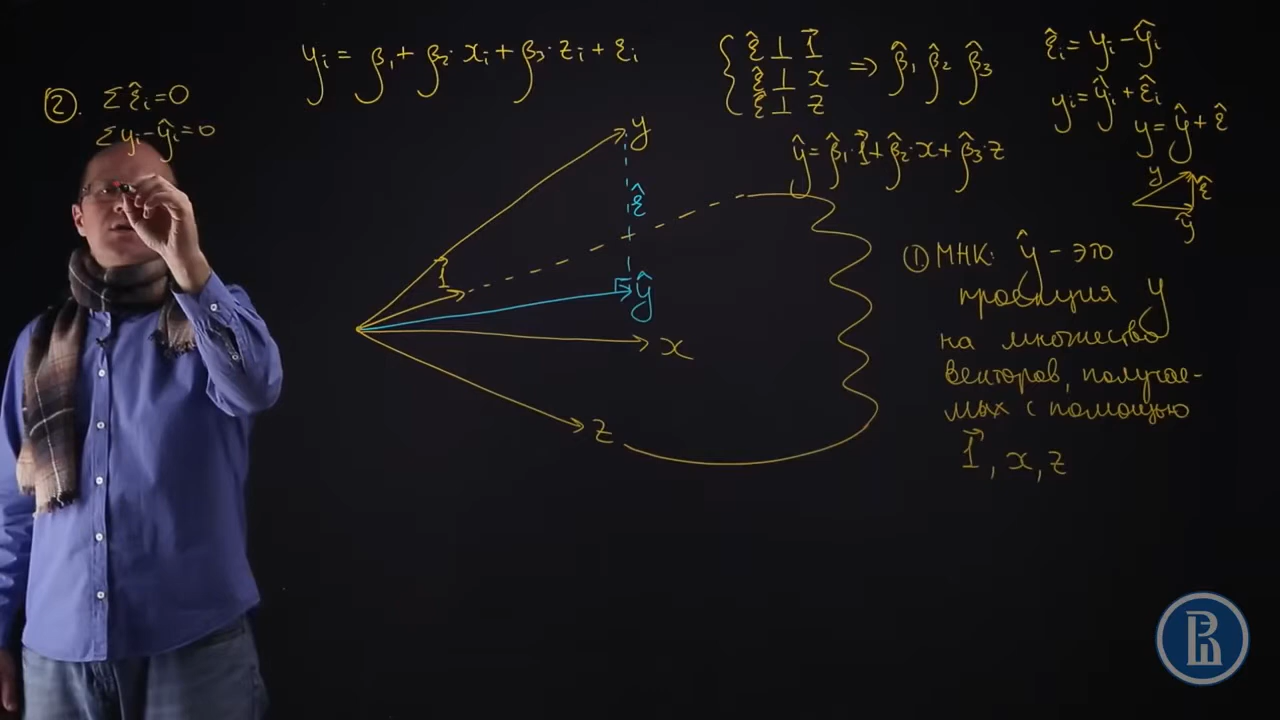 yᵢ = β₁ + β₂·xᵢ + β₃·zᵢ + εᵢ
② Σ ε̂ᵢ = 0
Σ yᵢ − ŷᵢ = 0
{ ε̂ ⊥ 1⃗
ε̂ ⊥ x ⇒ β̂₁ β̂₂ β̂₃
ε̂ ⊥ z
ŷ = β̂₁·1⃗ + β̂₂·x + β̂₃·z
ε̂ᵢ = yᵢ − ŷᵢ
yᵢ = ŷᵢ + ε̂ᵢ
y = ŷ + ε̂
y
ε̂
ŷ
y
ε̂
1⃗
ŷ
x
z
① МНК: ŷ – это
проекция y
на множество
векторов, получае-
мых с помощью
1⃗, x, z